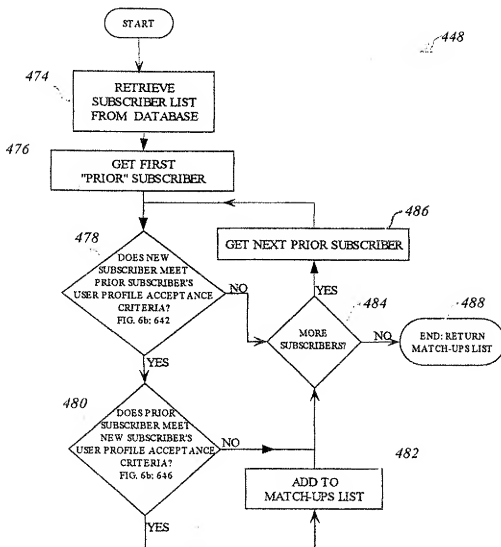 START
448
474
RETRIEVE
SUBSCRIBER LIST
FROM DATABASE
476
GET FIRST
"PRIOR" SUBSCRIBER
486
GET NEXT PRIOR SUBSCRIBER
478
DOES NEW
SUBSCRIBER MEET
PRIOR SUBSCRIBER'S
USER PROFILE ACCEPTANCE
CRITERIA?
FIG. 6b: 642
NO
YES
YES
484
MORE
SUBSCRIBERS?
NO
488
END: RETURN
MATCH-UPS LIST
480
DOES PRIOR
SUBSCRIBER MEET
NEW SUBSCRIBER'S
USER PROFILE ACCEPTANCE
CRITERIA?
FIG. 6b: 646
NO
YES
482
ADD TO
MATCH-UPS LIST